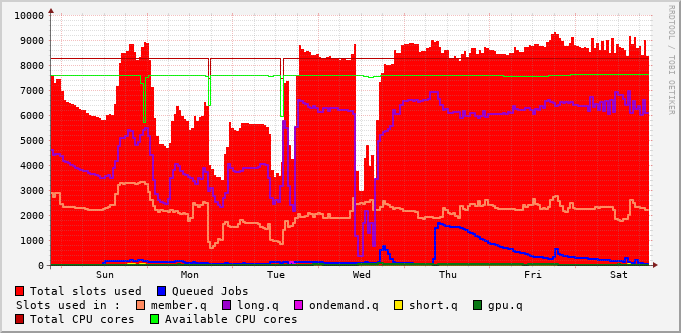 10000
9000
8000
7000
6000
5000
4000
3000
2000
1000
0
Sun Mon Tue Wed Thu Fri Sat
RRDTOOL / TOBI OETIKER
Total slots used Queued Jobs
Slots used in : member.q long.q ondemand.q short.q gpu.q
Total CPU cores Available CPU cores